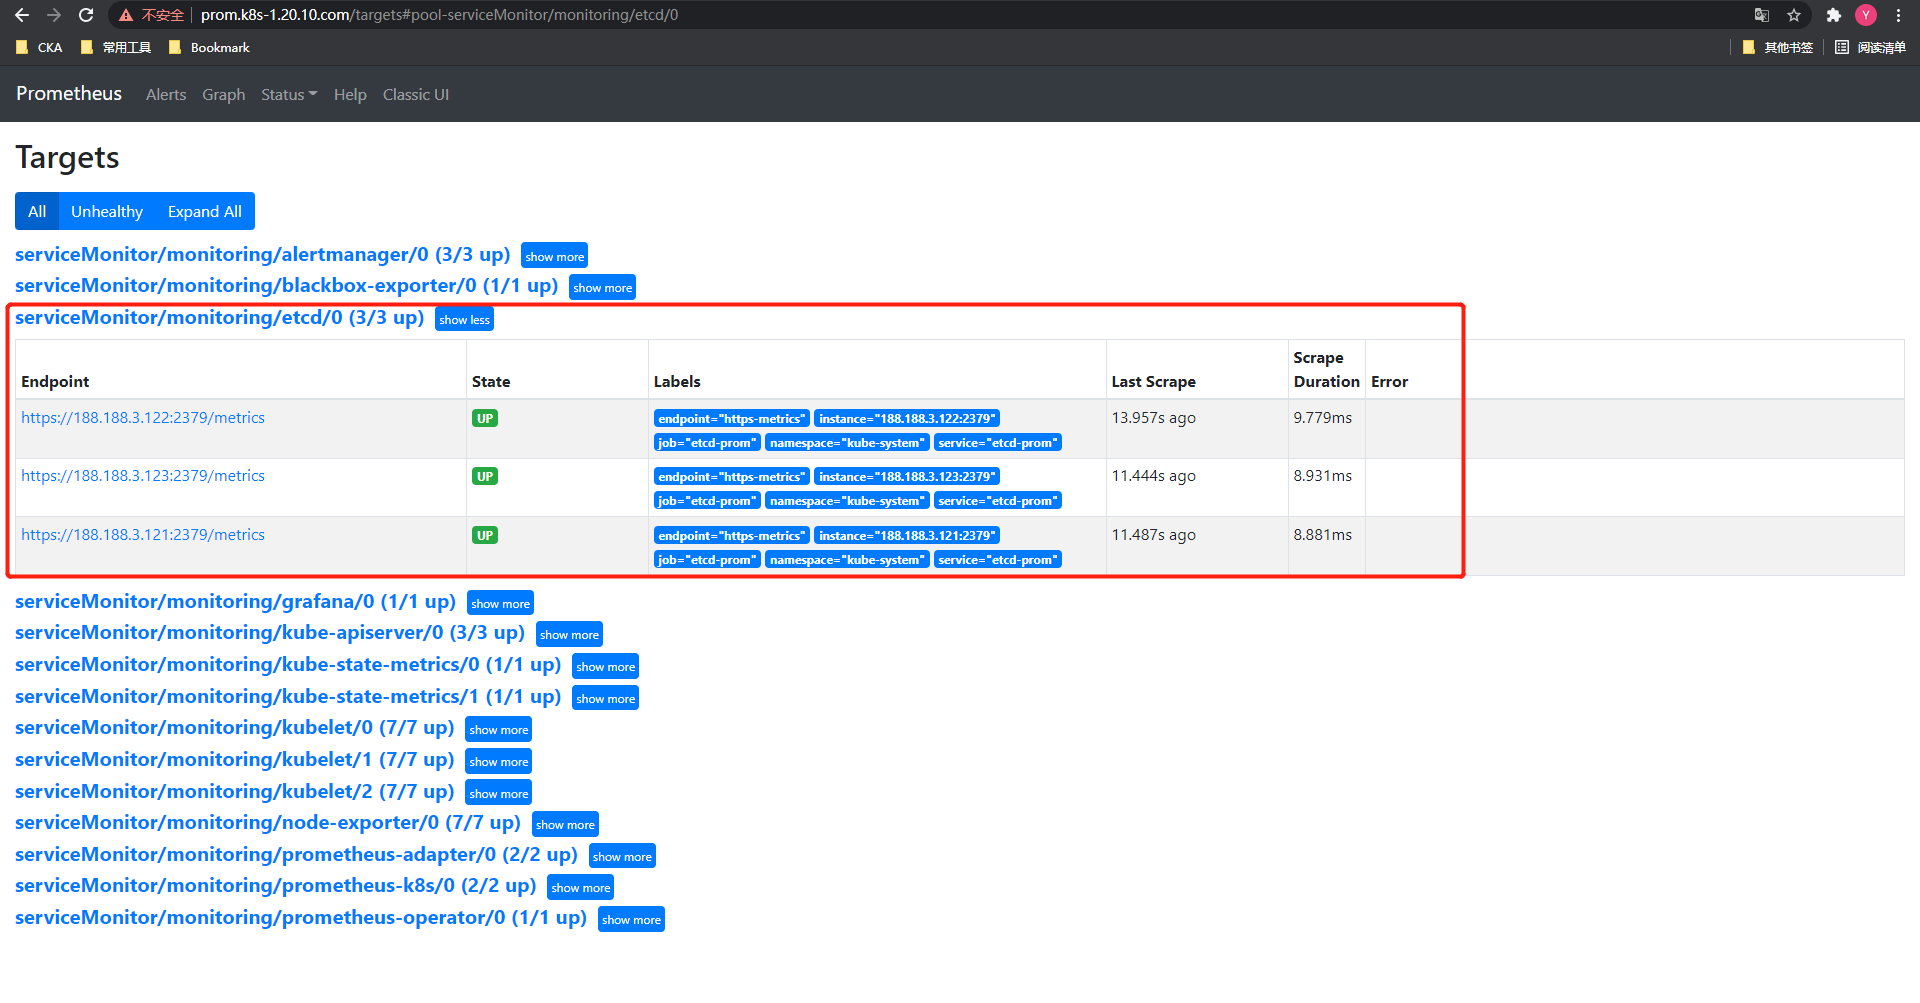 不安全 prom.k8s-1.20.10.com/targets#pool-serviceMonitor/monitoring/etcd/0 Y
CKA 常用工具 Bookmark 其他书签 阅读清单
Prometheus Alerts Graph Status Help Classic UI
Targets
All Unhealthy Expand All
serviceMonitor/monitoring/alertmanager/0 (3/3 up) show more
serviceMonitor/monitoring/blackbox-exporter/0 (1/1 up) show more
serviceMonitor/monitoring/etcd/0 (3/3 up) show less
Endpoint State Labels Last Scrape Scrape Duration Error
https://188.188.3.122:2379/metrics UP endpoint="https-metrics" instance="188.188.3.122:2379" 13.957s ago 9.779ms
job="etcd-prom" namespace="kube-system" service="etcd-prom"
https://188.188.3.123:2379/metrics UP endpoint="https-metrics" instance="188.188.3.123:2379" 11.444s ago 8.931ms
job="etcd-prom" namespace="kube-system" service="etcd-prom"
https://188.188.3.121:2379/metrics UP endpoint="https-metrics" instance="188.188.3.121:2379" 11.487s ago 8.881ms
job="etcd-prom" namespace="kube-system" service="etcd-prom"
serviceMonitor/monitoring/grafana/0 (1/1 up) show more
serviceMonitor/monitoring/kube-apiserver/0 (3/3 up) show more
serviceMonitor/monitoring/kube-state-metrics/0 (1/1 up) show more
serviceMonitor/monitoring/kube-state-metrics/1 (1/1 up) show more
serviceMonitor/monitoring/kubelet/0 (7/7 up) show more
serviceMonitor/monitoring/kubelet/1 (7/7 up) show more
serviceMonitor/monitoring/kubelet/2 (7/7 up) show more
serviceMonitor/monitoring/node-exporter/0 (7/7 up) show more
serviceMonitor/monitoring/prometheus-adapter/0 (2/2 up) show more
serviceMonitor/monitoring/prometheus-k8s/0 (2/2 up) show more
serviceMonitor/monitoring/prometheus-operator/0 (1/1 up) show more